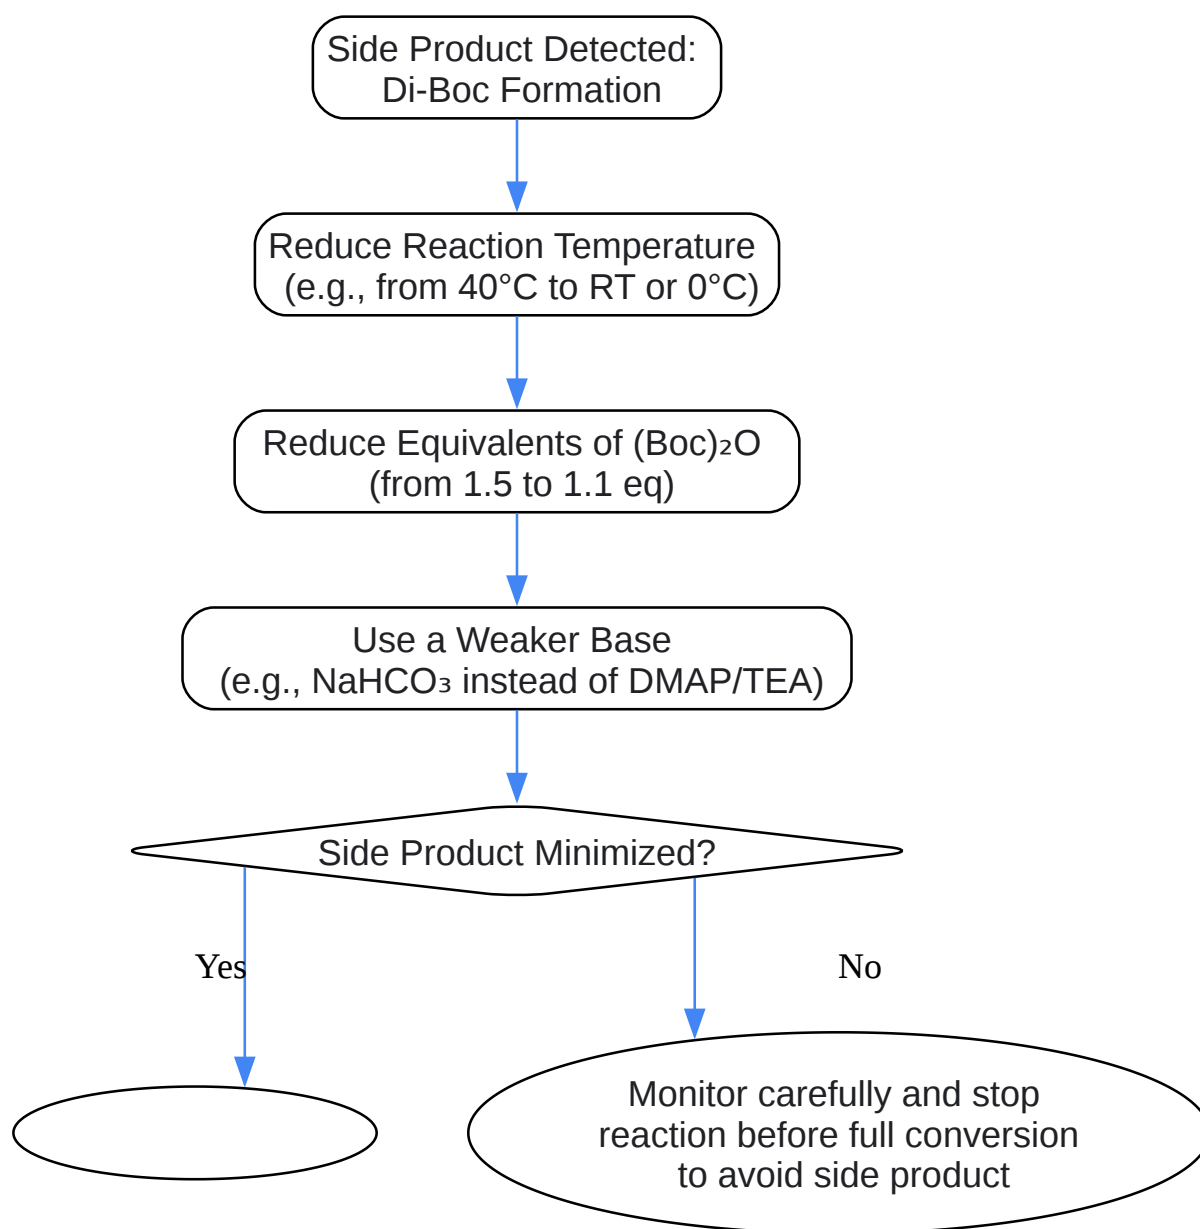 Side Product Detected:
Di-Boc Formation
Reduce Reaction Temperature
(e.g., from 40°C to RT or 0°C)
Reduce Equivalents of (Boc)₂O
(from 1.5 to 1.1 eq)
Use a Weaker Base
(e.g., NaHCO₃ instead of DMAP/TEA)
Side Product Minimized?
Yes
No
Monitor carefully and stop
reaction before full conversion
to avoid side product